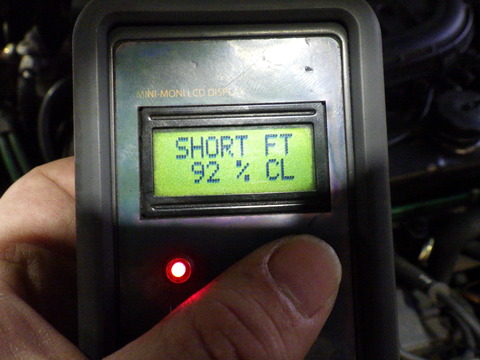 MINI-MONI LCD DISPLAY
SHORT FT
92 % CL